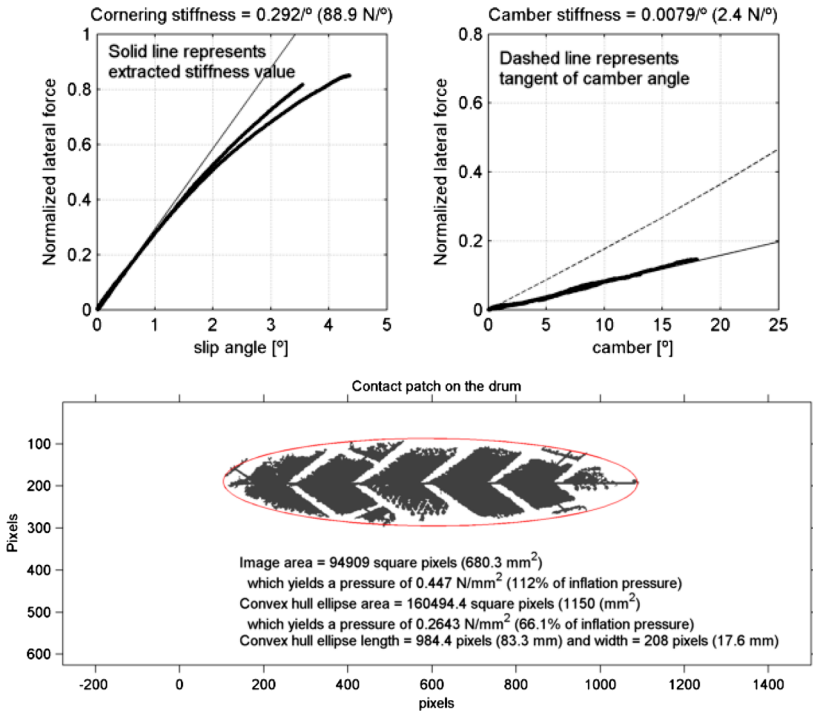 Cornering stiffness = 0.292/º (88.9 N/º)
Normalized lateral force
1
0.8
0.6
0.4
0.2
0
Solid line represents
extracted stiffness value
0 1 2 3 4 5
slip angle [º]
Camber stiffness = 0.0079/º (2.4 N/º)
Normalized lateral force
0.8
0.6
0.4
0.2
0
Dashed line represents
tangent of camber angle
0 5 10 15 20 25
camber [º]
Contact patch on the drum
Pixels
100
200
300
400
500
600
Image area = 94909 square pixels (680.3 mm²)
which yields a pressure of 0.447 N/mm² (112% of inflation pressure)
Convex hull ellipse area = 160494.4 square pixels (1150 (mm²)
which yields a pressure of 0.2643 N/mm² (66.1% of inflation pressure)
Convex hull ellipse length = 984.4 pixels (83.3 mm) and width = 208 pixels (17.6 mm)
-200 0 200 400 600 800 1000 1200 1400
pixels